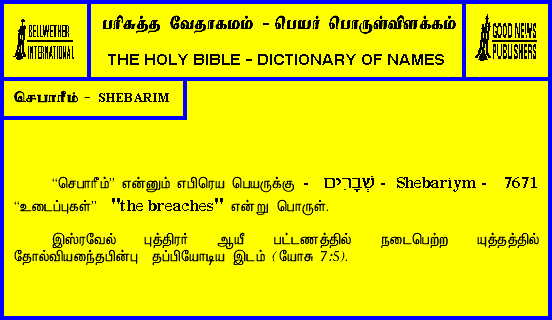 BELLWETHER
INTERNATIONAL
பரிசுத்த வேதாகமம் - பெயர் பொருள்விளக்கம்
THE HOLY BIBLE - DICTIONARY OF NAMES
GOOD NEWS
PUBLISHERS
செபாரீம் - SHEBARIM
“செபாரீம்” என்னும் எபிரெய பெயருக்கு - שְׁבָרִים - Shebariym - 7671
“உடைப்புகள்” "the breaches" என்று பொருள்.
இஸ்ரவேல் புத்திரர் ஆயீ பட்டணத்தில் நடைபெற்ற யுத்தத்தில்
தோல்வியடைந்தபின்பு தப்பியோடிய இடம் (யோசு 7:5).